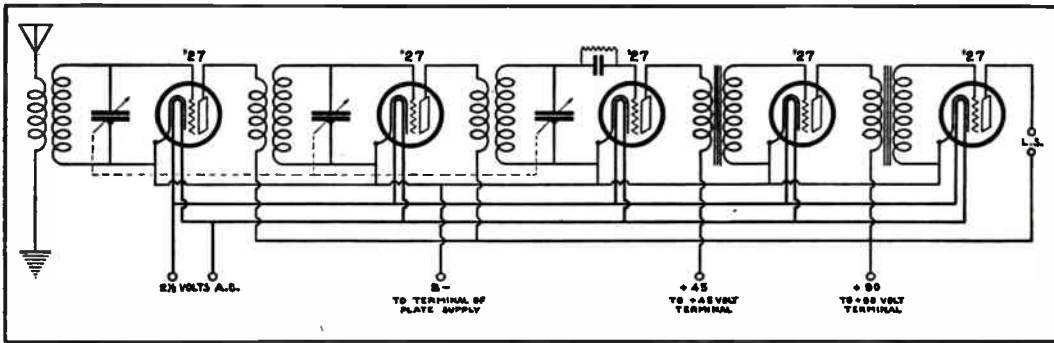 '27
'27
'27
'27
'27
L.S.
2½ VOLTS A.C.
B-
TO TERMINAL OF
PLATE SUPPLY
+45
TO +45 VOLT
TERMINAL
+90
TO +90 VOLT
TERMINAL